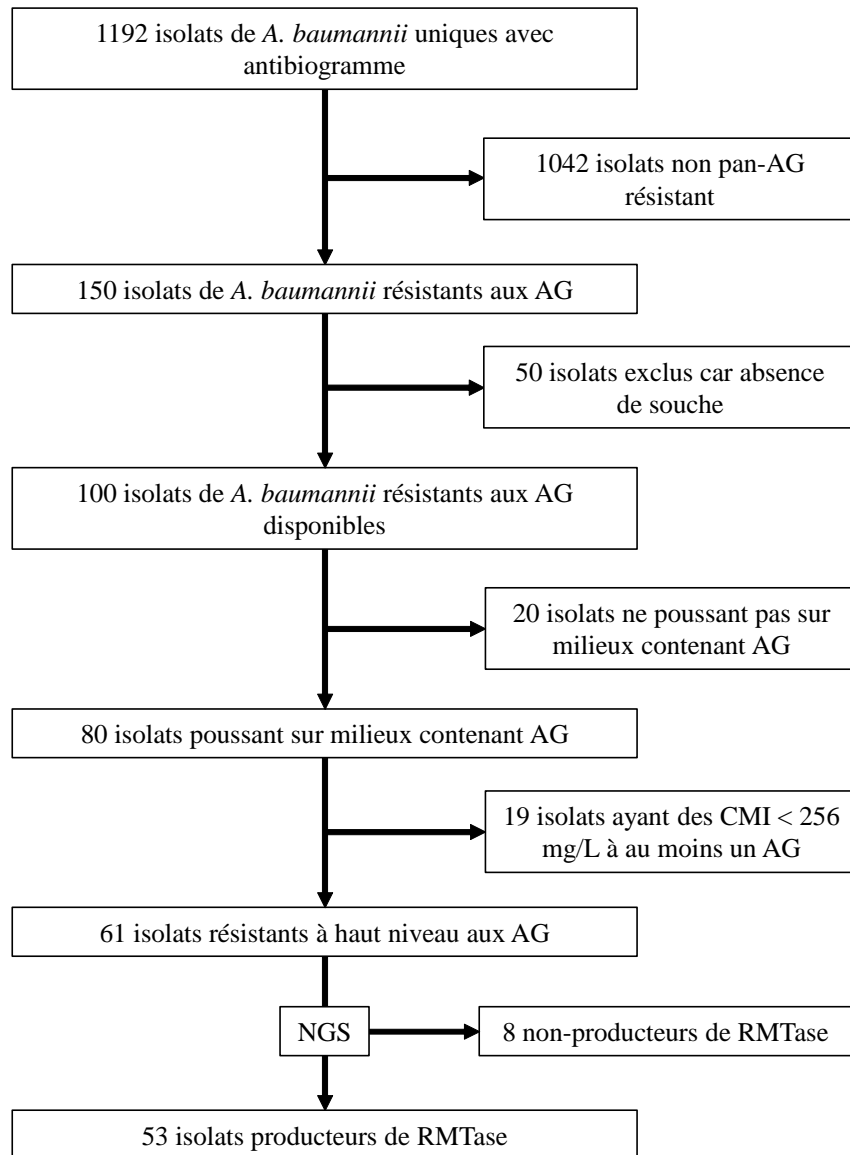 1192 isolats de A. baumannii uniques avec
antibiogramme
1042 isolats non pan-AG
résistant
150 isolats de A. baumannii résistants aux AG
50 isolats exclus car absence
de souche
100 isolats de A. baumannii résistants aux AG
disponibles
20 isolats ne poussant pas sur
milieux contenant AG
80 isolats poussant sur milieux contenant AG
19 isolats ayant des CMI < 256
mg/L à au moins un AG
61 isolats résistants à haut niveau aux AG
NGS
8 non-producteurs de RMTase
53 isolats producteurs de RMTase